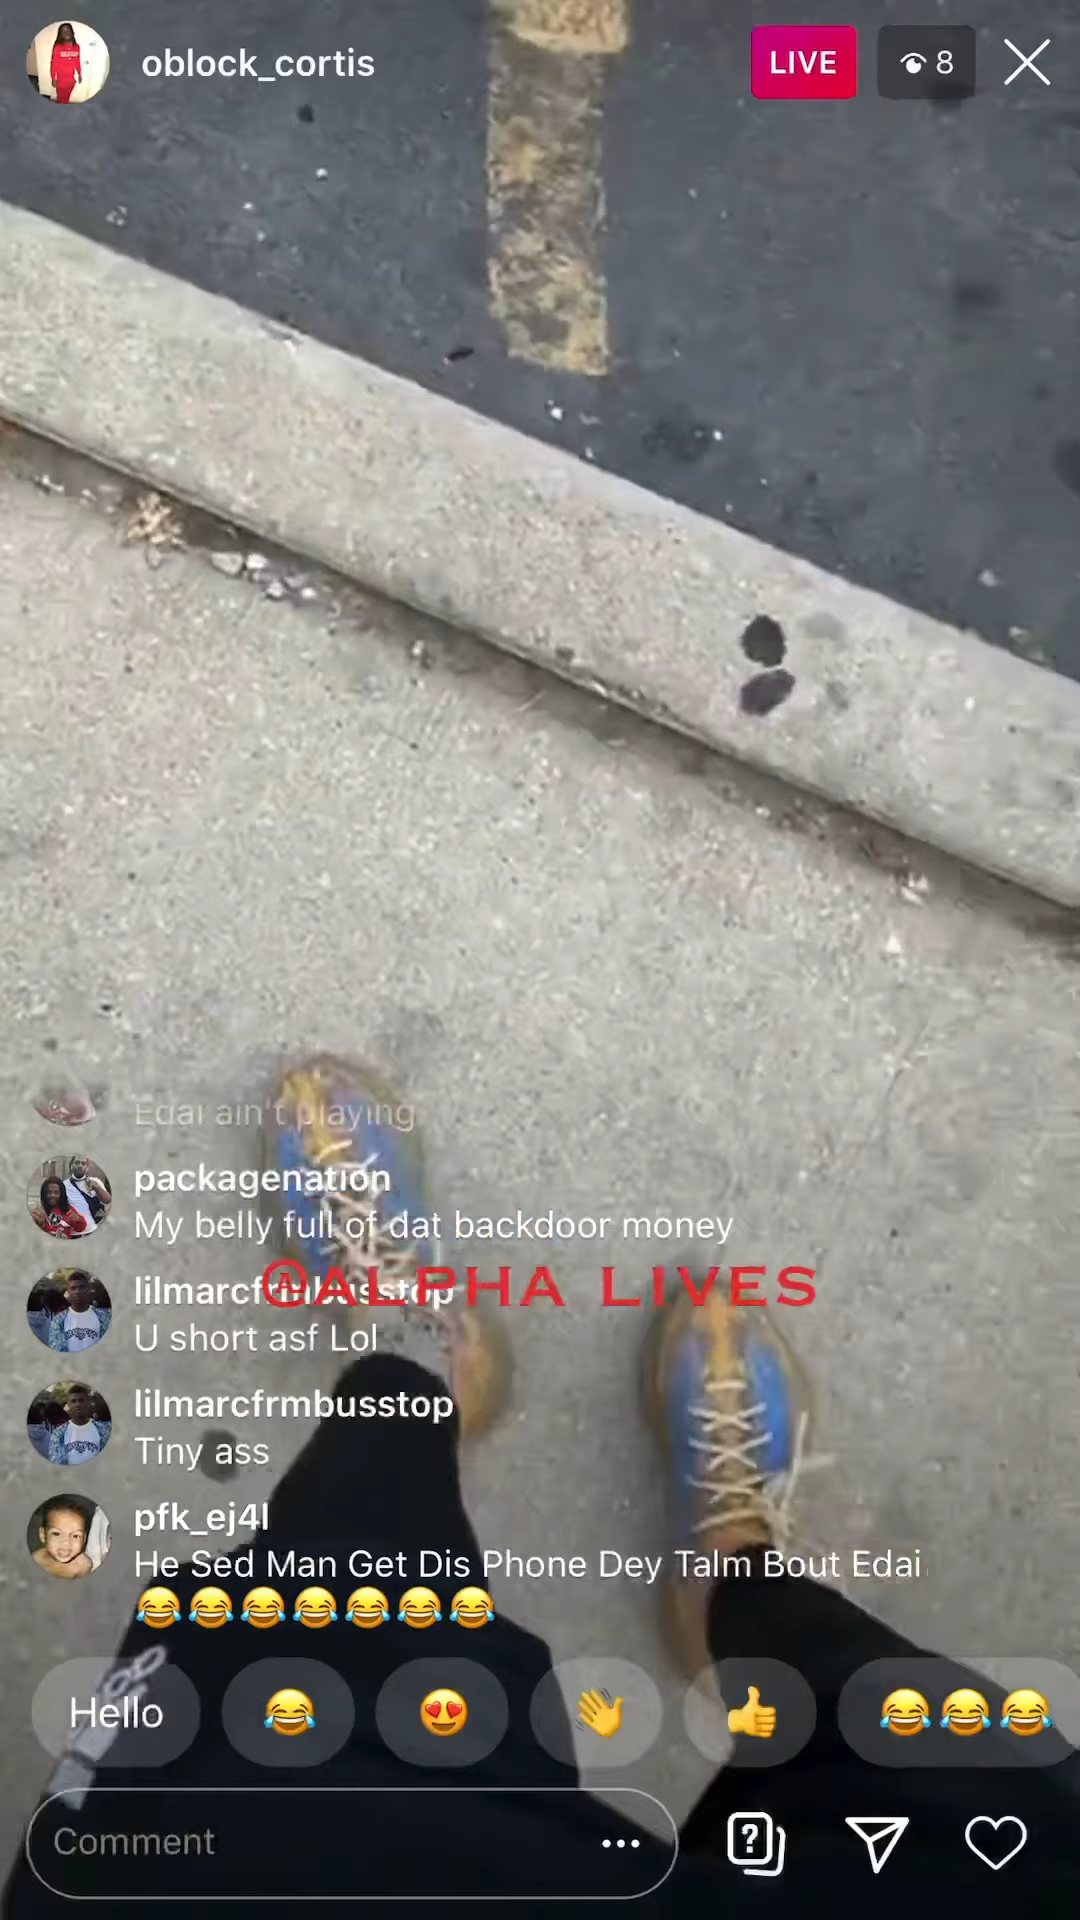 oblock_cortis
LIVE
8
Edai ain't playing
packagenation
My belly full of dat backdoor money
lilmarcfrmbusstop
@ALPHA LIVES
U short asf Lol
lilmarcfrmbusstop
Tiny ass
pfk_ej4l
He Sed Man Get Dis Phone Dey Talm Bout Edai
😂😂😂😂😂😂😂
Hello 😂 😍 👋 👍 😂😂😂
Comment